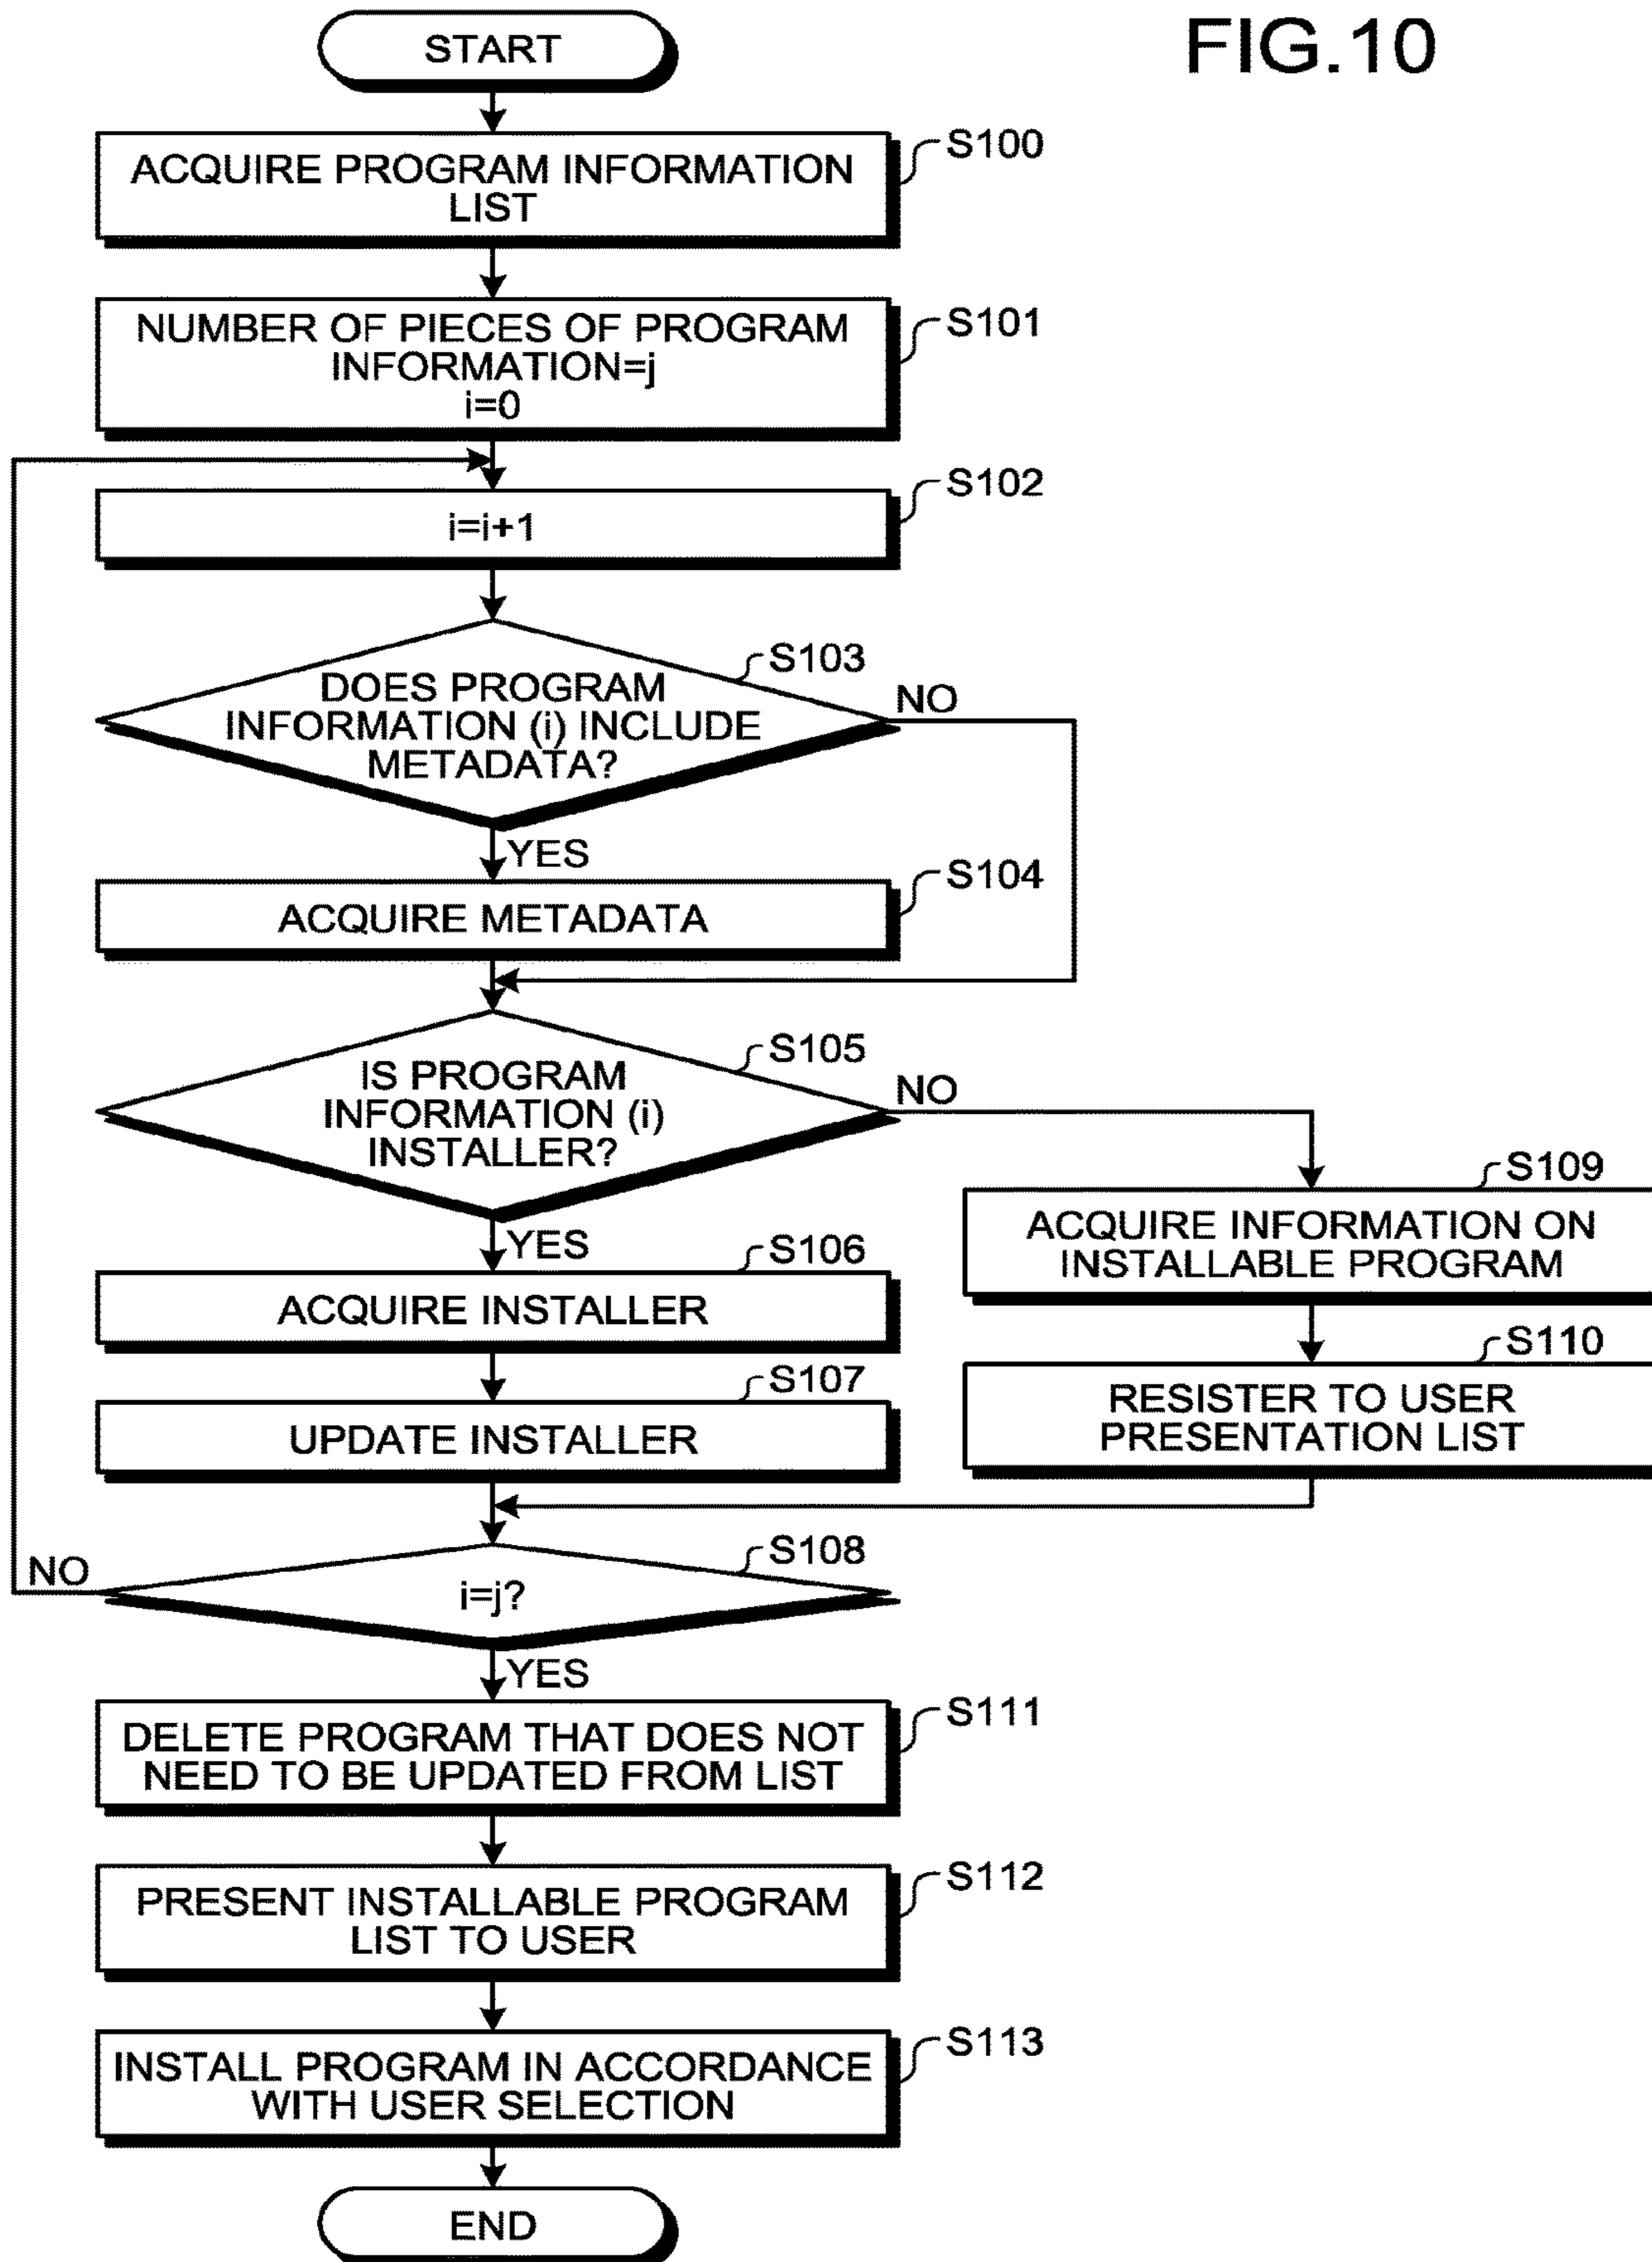 FIG.10
START
S100
ACQUIRE PROGRAM INFORMATION
LIST
S101
NUMBER OF PIECES OF PROGRAM
INFORMATION=j
i=0
S102
i=i+1
S103
DOES PROGRAM
INFORMATION (i) INCLUDE
METADATA?
NO
YES
S104
ACQUIRE METADATA
S105
IS PROGRAM
INFORMATION (i)
INSTALLER?
NO
YES
S106
ACQUIRE INSTALLER
S107
UPDATE INSTALLER
S109
ACQUIRE INFORMATION ON
INSTALLABLE PROGRAM
S110
RESISTER TO USER
PRESENTATION LIST
S108
i=j?
NO
YES
S111
DELETE PROGRAM THAT DOES NOT
NEED TO BE UPDATED FROM LIST
S112
PRESENT INSTALLABLE PROGRAM
LIST TO USER
S113
INSTALL PROGRAM IN ACCORDANCE
WITH USER SELECTION
END